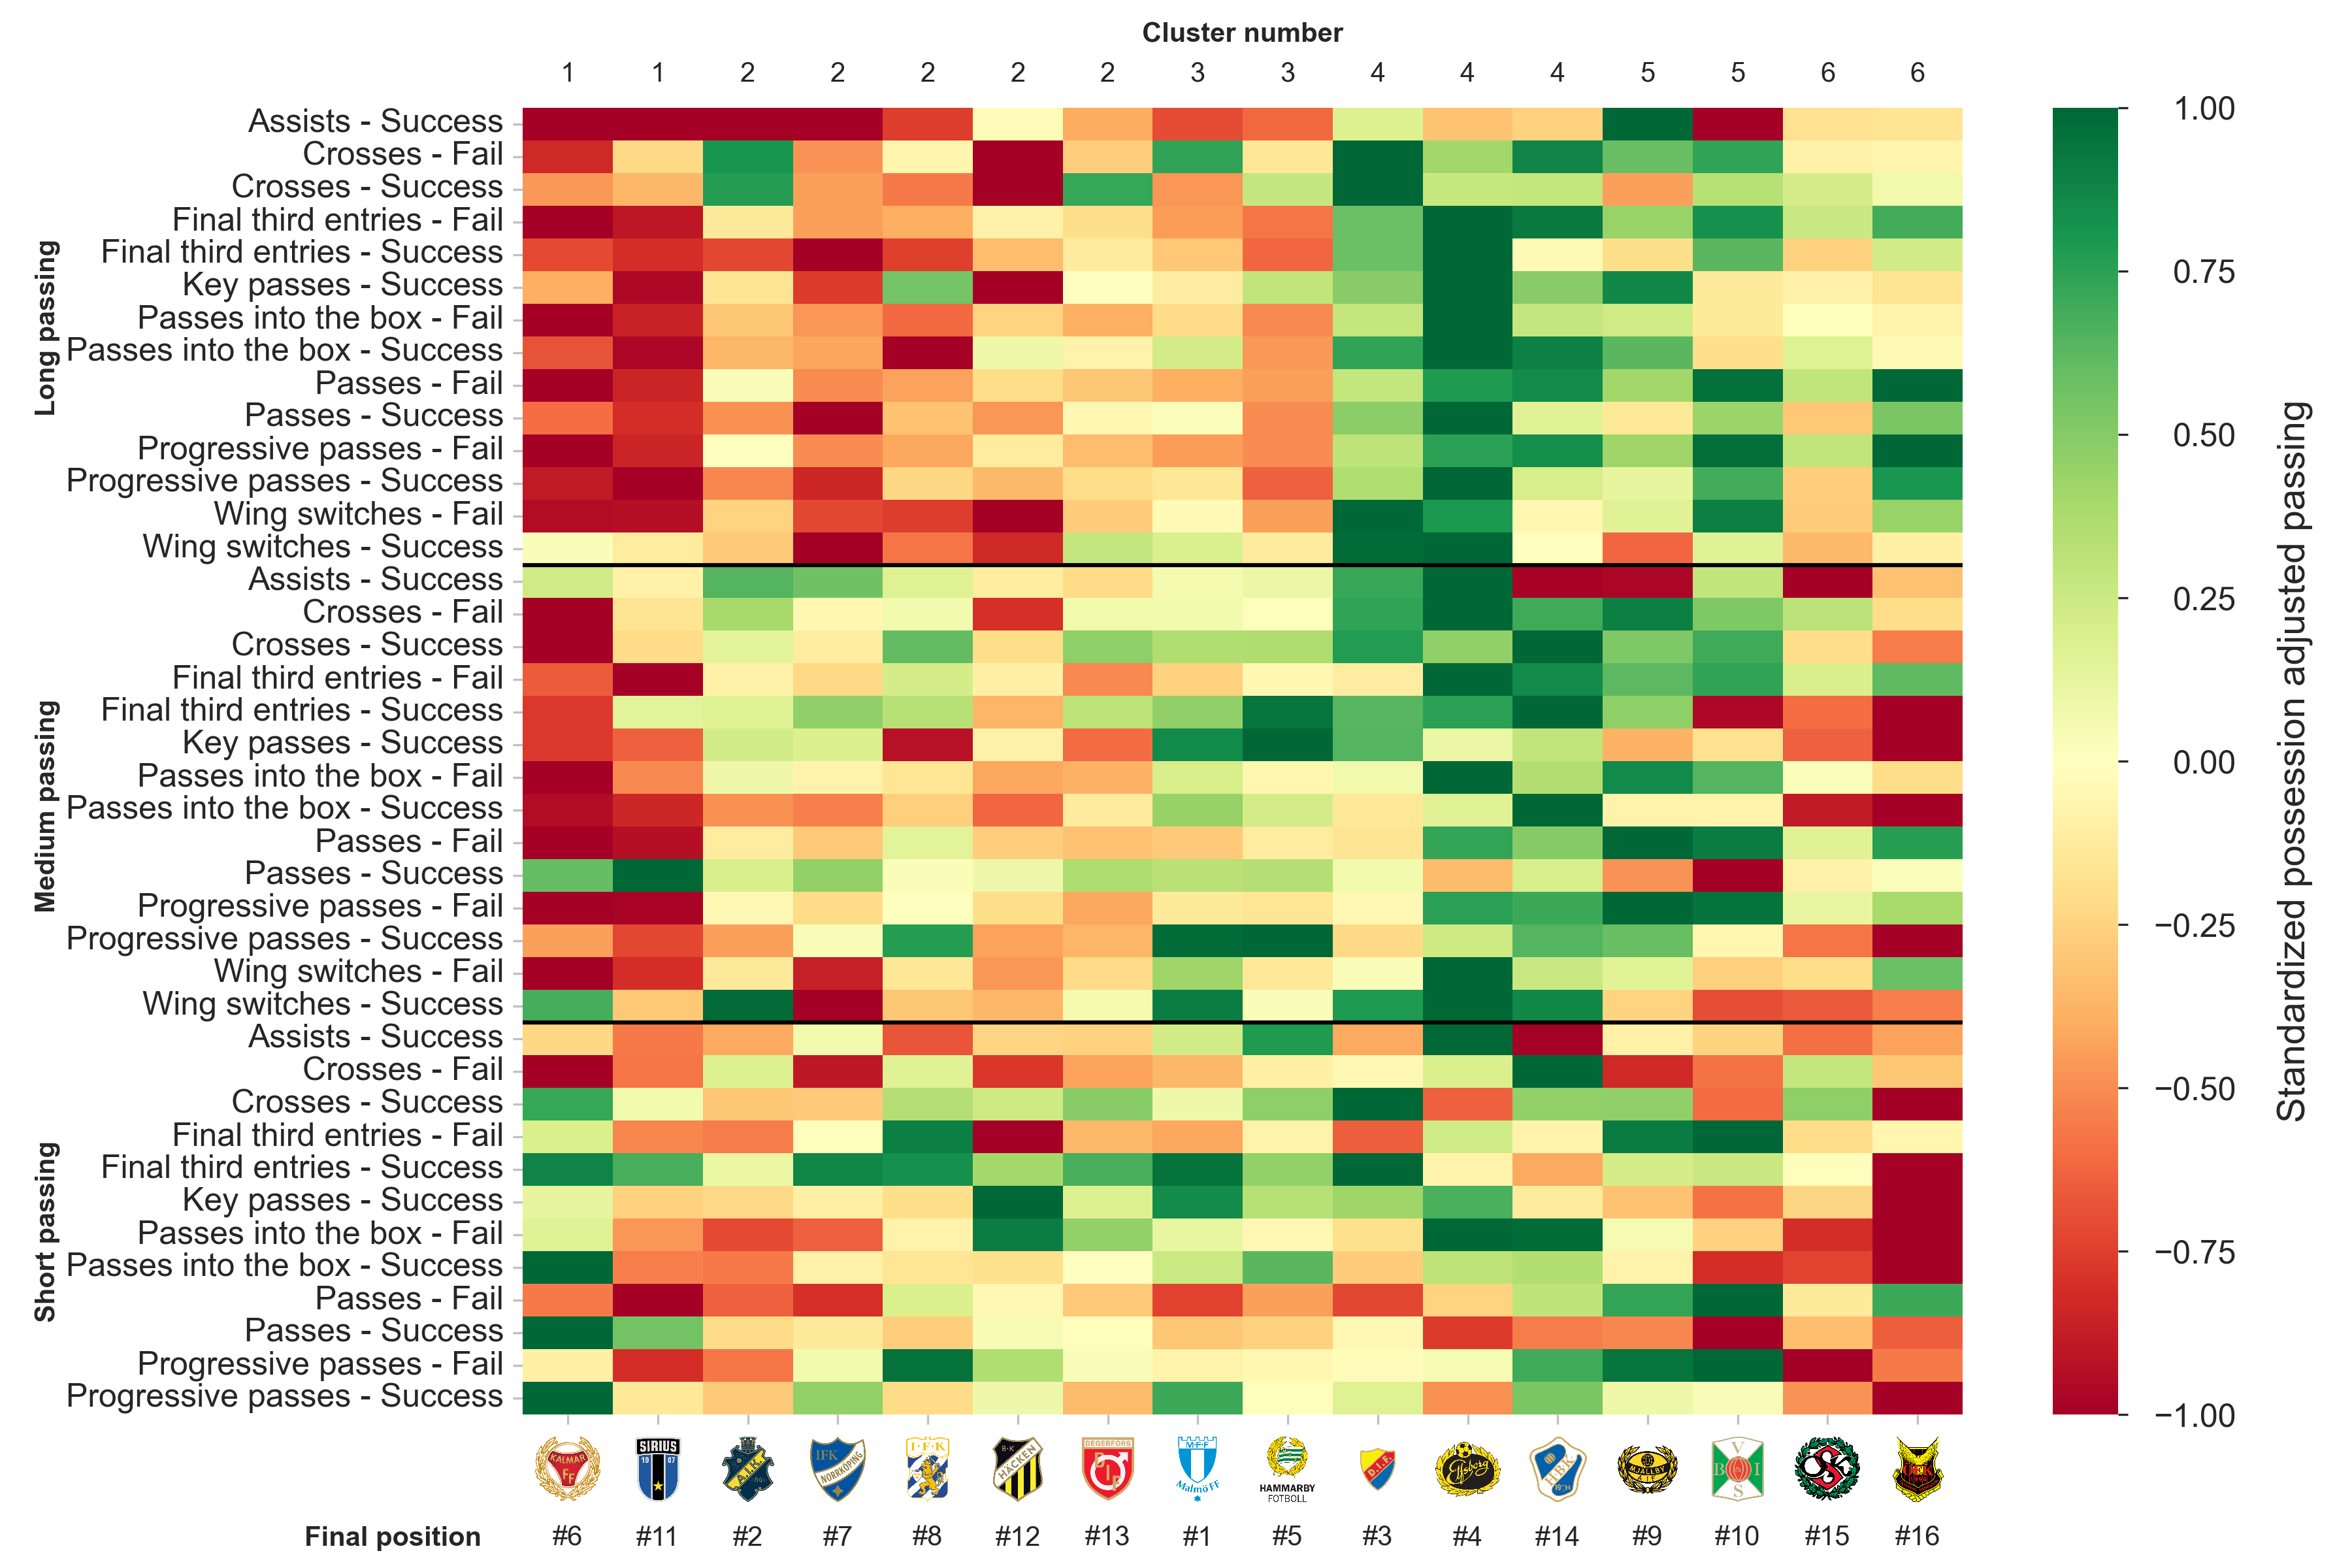 Cluster number
1 1 2 2 2 2 2 3 3 4 4 4 5 5 6 6
Long passing
Assists - Success
Crosses - Fail
Crosses - Success
Final third entries - Fail
Final third entries - Success
Key passes - Success
Passes into the box - Fail
Passes into the box - Success
Passes - Fail
Passes - Success
Progressive passes - Fail
Progressive passes - Success
Wing switches - Fail
Wing switches - Success
Medium passing
Assists - Success
Crosses - Fail
Crosses - Success
Final third entries - Fail
Final third entries - Success
Key passes - Success
Passes into the box - Fail
Passes into the box - Success
Passes - Fail
Passes - Success
Progressive passes - Fail
Progressive passes - Success
Wing switches - Fail
Wing switches - Success
Short passing
Assists - Success
Crosses - Fail
Crosses - Success
Final third entries - Fail
Final third entries - Success
Key passes - Success
Passes into the box - Fail
Passes into the box - Success
Passes - Fail
Passes - Success
Progressive passes - Fail
Progressive passes - Success
1.00
0.75
0.50
0.25
0.00
−0.25
−0.50
−0.75
−1.00
Standardized possession adjusted passing
KALMAR
FF
SIRIUS
19 07
A.I.K
IFK
NORRKÖPING
I.F.K
B·K
HÄCKEN
DEGERFORS
DIF
M·F·F
Malmö FF
HAMMARBY
FOTBOLL
D.I.F.
Elfsborg
HBK
1914
MJÄLLBY
AIF
V
B I
S
Final position
#6 #11 #2 #7 #8 #12 #13 #1 #5 #3 #4 #14 #9 #10 #15 #16